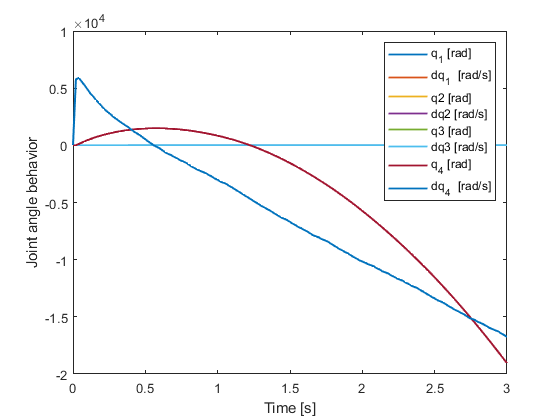 ×10⁴
1
0.5
0
-0.5
-1
-1.5
-2
0 0.5 1 1.5 2 2.5 3
Time [s]
Joint angle behavior
q₁ [rad]
dq₁ [rad/s]
q2 [rad]
dq2 [rad/s]
q3 [rad]
dq3 [rad/s]
q₄ [rad]
dq₄ [rad/s]